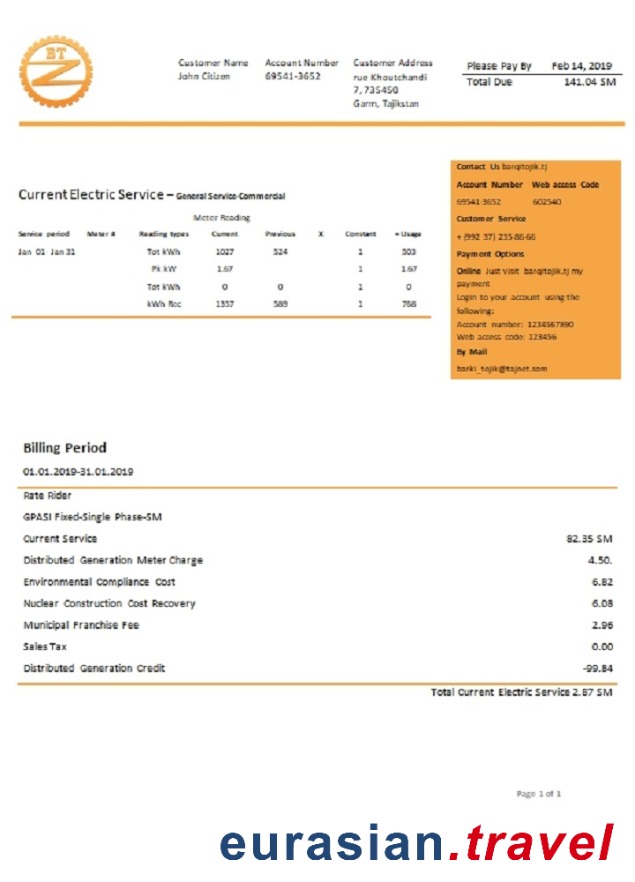 BT
Z
Customer Name Account Number Customer Address
John Citizen 69541-3652 rue Khoutchandi
7, 735450
Garm, Tajikstan
Please Pay By Feb 14, 2019
Total Due 141.04 SM
Current Electric Service – General Service-Commercial
Meter Reading
Service period Meter # Reading types Current Previous X Constant = Usage
Jan 01 Jan 31 Tot kWh 1027 524 1 503
Pk kW 1.67 1 1.67
Tot kWh 0 0 1 0
kWh Rec 1357 589 1 768
Contact Us barqitojik.tj
Account Number Web access Code
69541-3652 602540
Customer Service
+ (992 37) 235-86-66
Payment Options
Online Just visit barqitojik.tj my
payment
Login to your account using the
following:
Account number: 1234567890
Web access code: 123456
By Mail
barki_tojik@tajnet.com
Billing Period
01.01.2019-31.01.2019
Rate Rider
GPASI Fixed-Single Phase-SM
Current Service 82.35 SM
Distributed Generation Meter Charge 4.50.
Environmental Compliance Cost 6.82
Nuclear Construction Cost Recovery 6.08
Municipal Franchise Fee 2.96
Sales Tax 0.00
Distributed Generation Credit -99.84
Total Current Electric Service 2.87 SM
Page 1 of 1
eurasian.travel